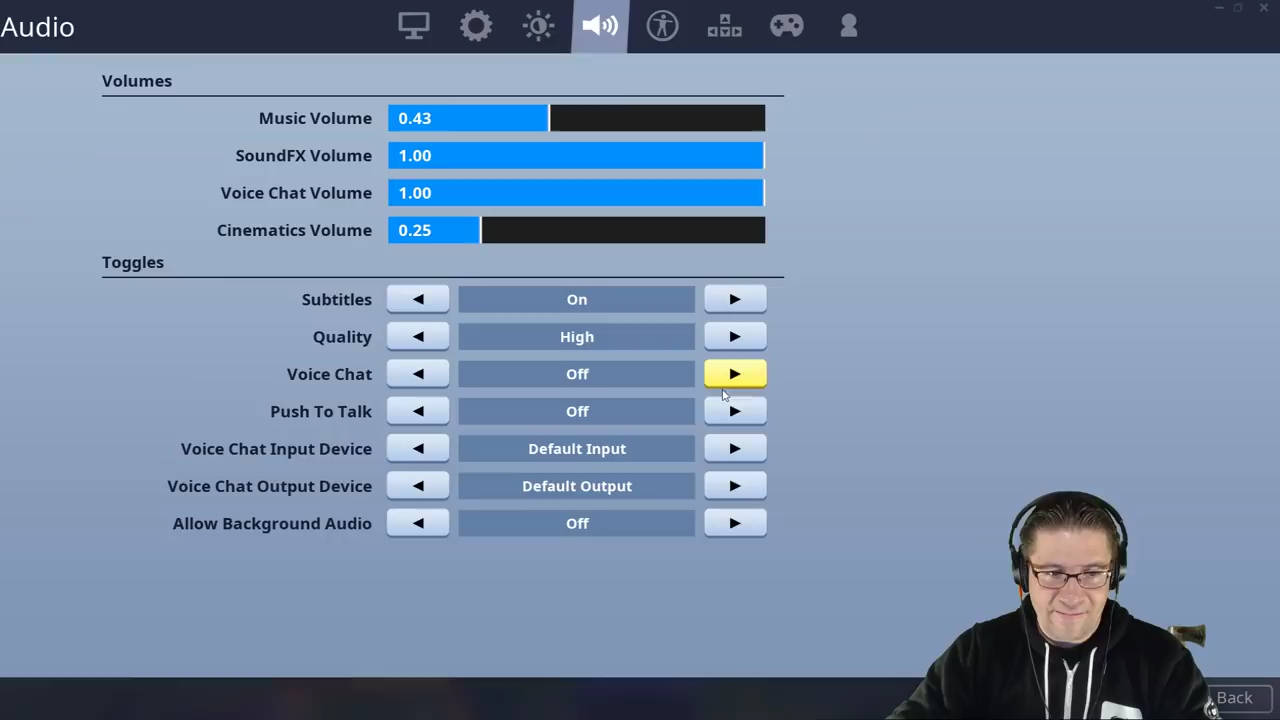 Audio
Volumes
Music Volume 0.43
SoundFX Volume 1.00
Voice Chat Volume 1.00
Cinematics Volume 0.25
Toggles
Subtitles On
Quality High
Voice Chat Off
Push To Talk Off
Voice Chat Input Device Default Input
Voice Chat Output Device Default Output
Allow Background Audio Off
Back